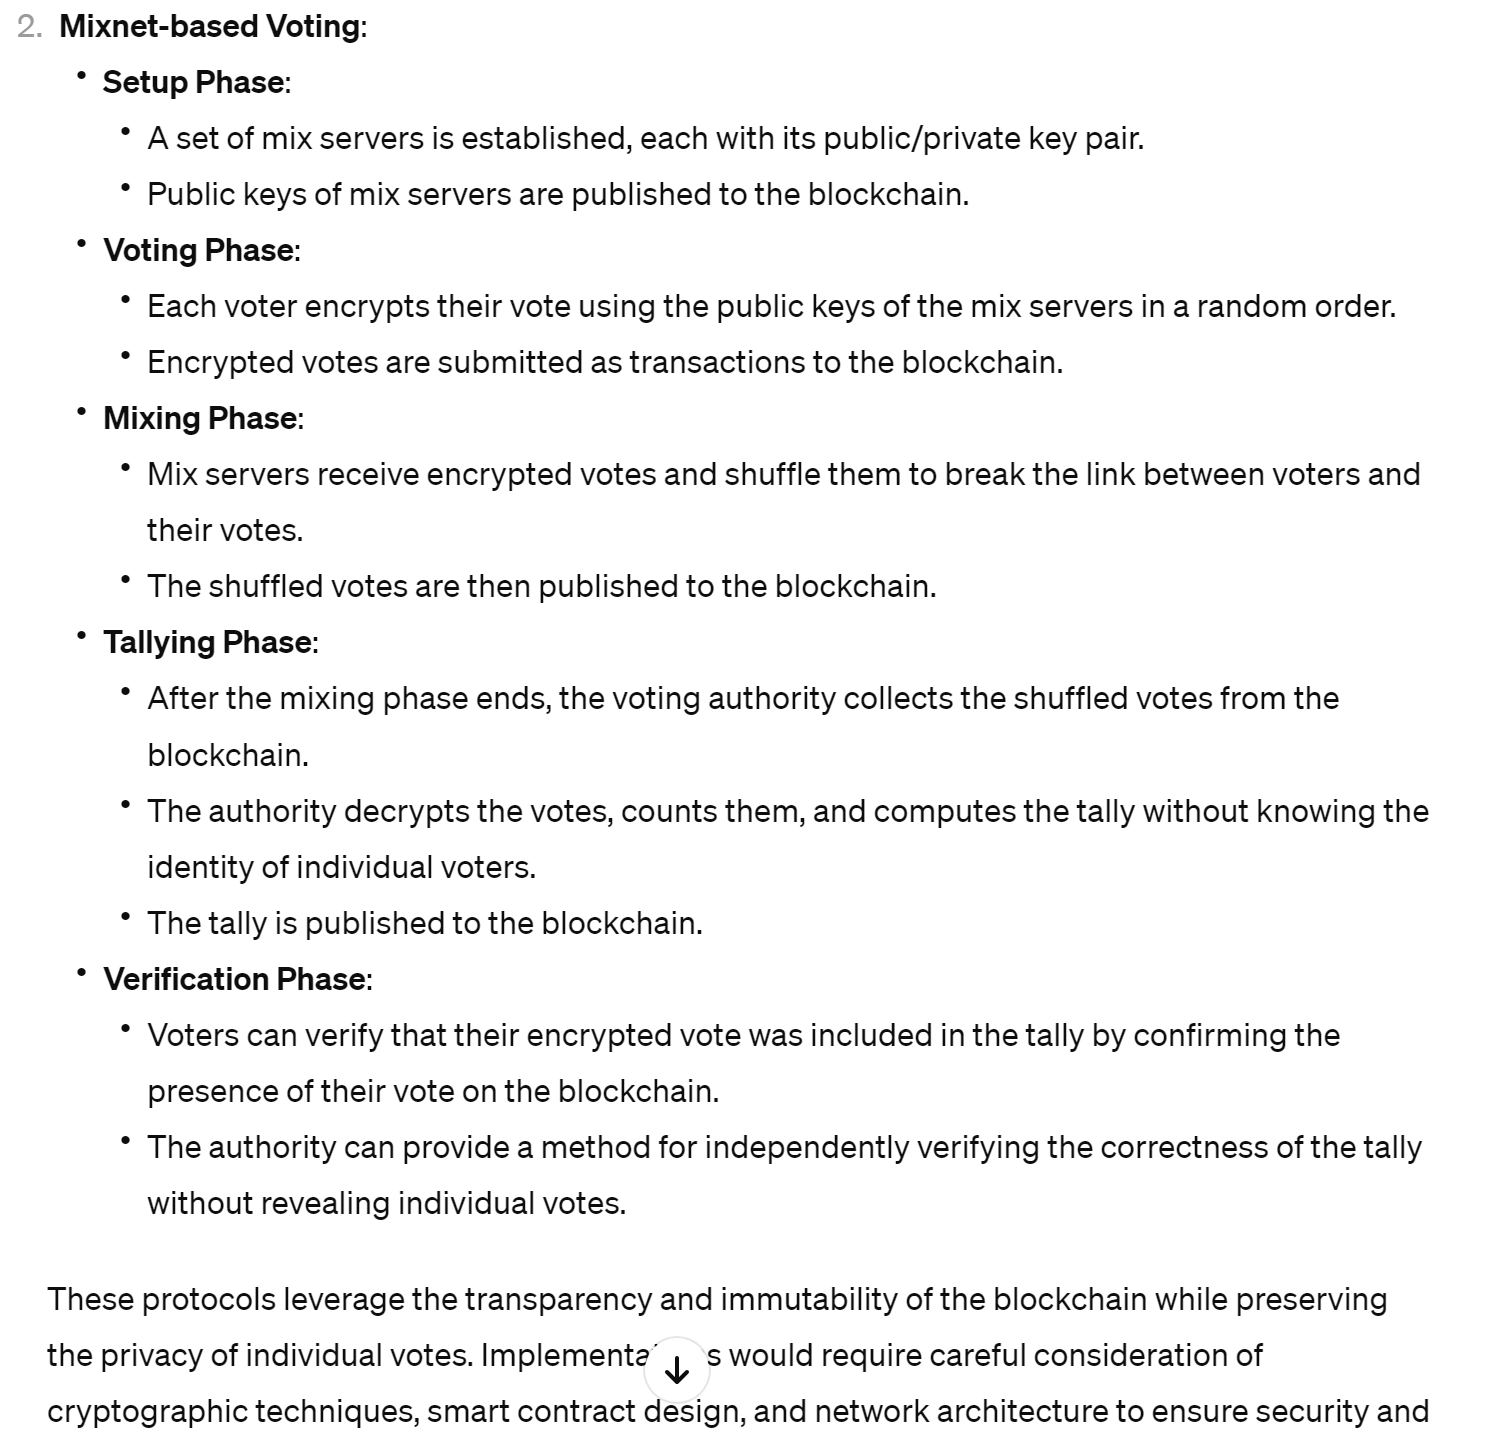 2. Mixnet-based Voting:
• Setup Phase:
• A set of mix servers is established, each with its public/private key pair.
• Public keys of mix servers are published to the blockchain.
• Voting Phase:
• Each voter encrypts their vote using the public keys of the mix servers in a random order.
• Encrypted votes are submitted as transactions to the blockchain.
• Mixing Phase:
• Mix servers receive encrypted votes and shuffle them to break the link between voters and
their votes.
• The shuffled votes are then published to the blockchain.
• Tallying Phase:
• After the mixing phase ends, the voting authority collects the shuffled votes from the
blockchain.
• The authority decrypts the votes, counts them, and computes the tally without knowing the
identity of individual voters.
• The tally is published to the blockchain.
• Verification Phase:
• Voters can verify that their encrypted vote was included in the tally by confirming the
presence of their vote on the blockchain.
• The authority can provide a method for independently verifying the correctness of the tally
without revealing individual votes.
These protocols leverage the transparency and immutability of the blockchain while preserving
the privacy of individual votes. would require careful consideration of
cryptographic techniques, smart contract design, and network architecture to ensure security and